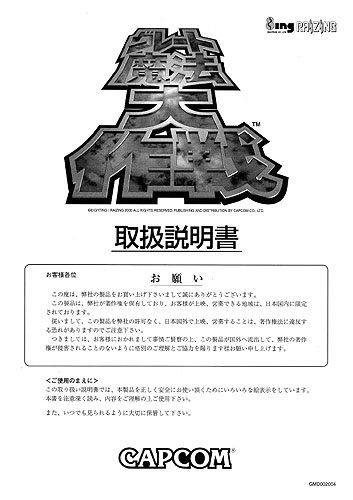 8ing RAIZING
グレート
魔法
大
作戦
TM
©EIGHTING / RAIZING 2000 ALL RIGHTS RESERVED. PUBLISHING AND DISTRIBUTION BY CAPCOM CO., LTD.
取扱説明書
お客様各位
お願い
この度は、弊社の製品をお買い上げ下さいまして誠にありがとうございます。
この製品は、弊社が著作権を保有しており、お客様が上映、営業できる地域は、日本国内に限定
されております。
従いまして、この製品を弊社の許可なく、日本国外で上映、営業することは、著作権法に違反す
る恐れがありますのでご注意下さい。
つきましては、お客様におかれまして事情ご賢察の上、この製品が国外へ流出して、弊社の著作
権が侵害されることのないように格別のご理解とご協力を賜ります様お願い申し上げます。
<ご使用のまえに>
この取り扱い説明書では、本製品を正しく安全にお使い頂くためにいろいろな絵表示をしています。
本書を注意深く読み、内容をご理解の上ご使用下さい。
また、いつでも見られるように大切に保管して下さい。
CAPCOM®
GMD002004